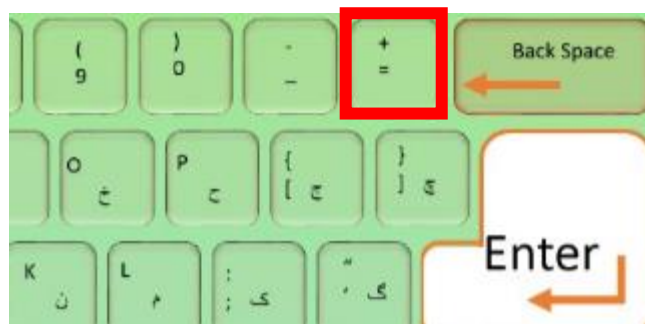 ( ) - + Back Space
9 0 _ =
O P { }
خ ح [ ج ] چ
Enter
K L : "
ن م ; ک ' گ